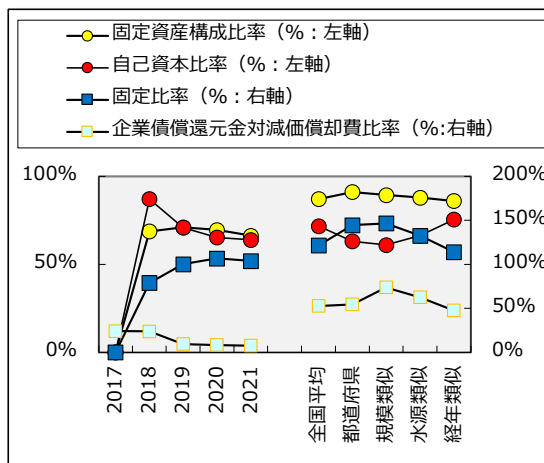 固定資産構成比率（%：左軸）
自己資本比率（%：左軸）
固定比率（%：右軸）
企業債償還元金対減価償却費比率（%:右軸）
100%
50%
0%
200%
150%
100%
50%
0%
2017
2018
2019
2020
2021
全国平均
都道府県
規模類似
水源類似
経年類似